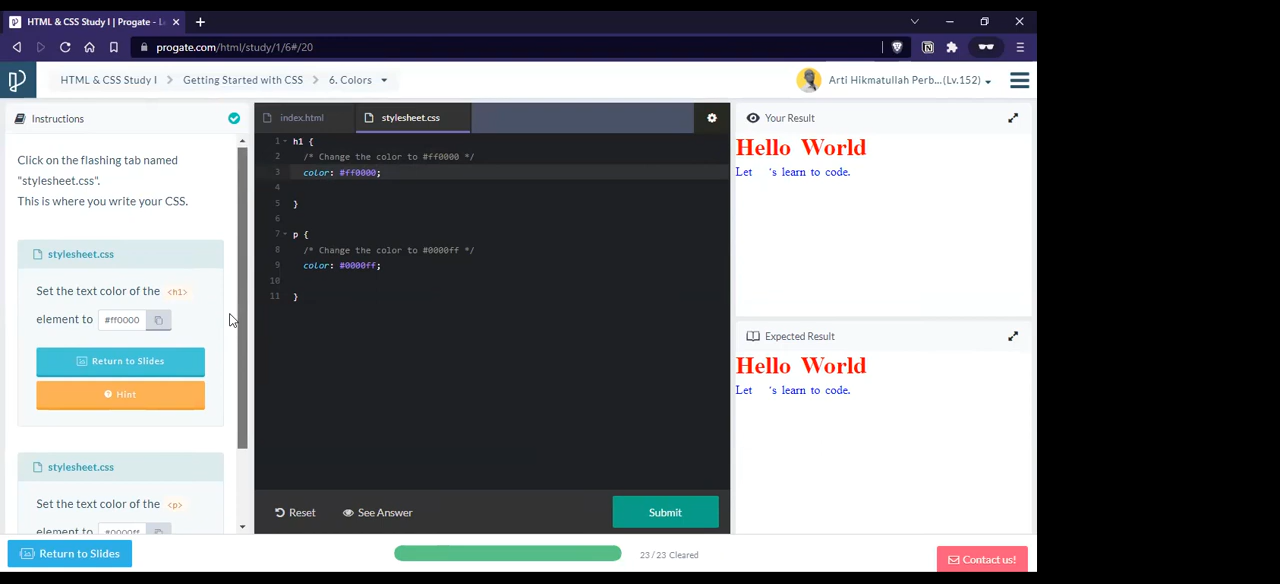 HTML & CSS Study I | Progate - L
progate.com/html/study/1/6#/20
HTML & CSS Study I
Getting Started with CSS
6. Colors
Arti Hikmatullah Perb...(Lv.152)
Instructions
Click on the flashing tab named
"stylesheet.css".
This is where you write your CSS.
stylesheet.css
Set the text color of the <h1>
element to #ff0000
Return to Slides
Hint
stylesheet.css
Set the text color of the <p>
element to #0000ff
index.html
stylesheet.css
1 h1 {
2 /* Change the color to #ff0000 */
3 color: #ff0000;
4
5 }
6
7 p {
8 /* Change the color to #0000ff */
9 color: #0000ff;
10
11 }
Reset
See Answer
Submit
Your Result
Hello World
Let 's learn to code.
Expected Result
Hello World
Let 's learn to code.
Return to Slides
23 / 23 Cleared
Contact us!